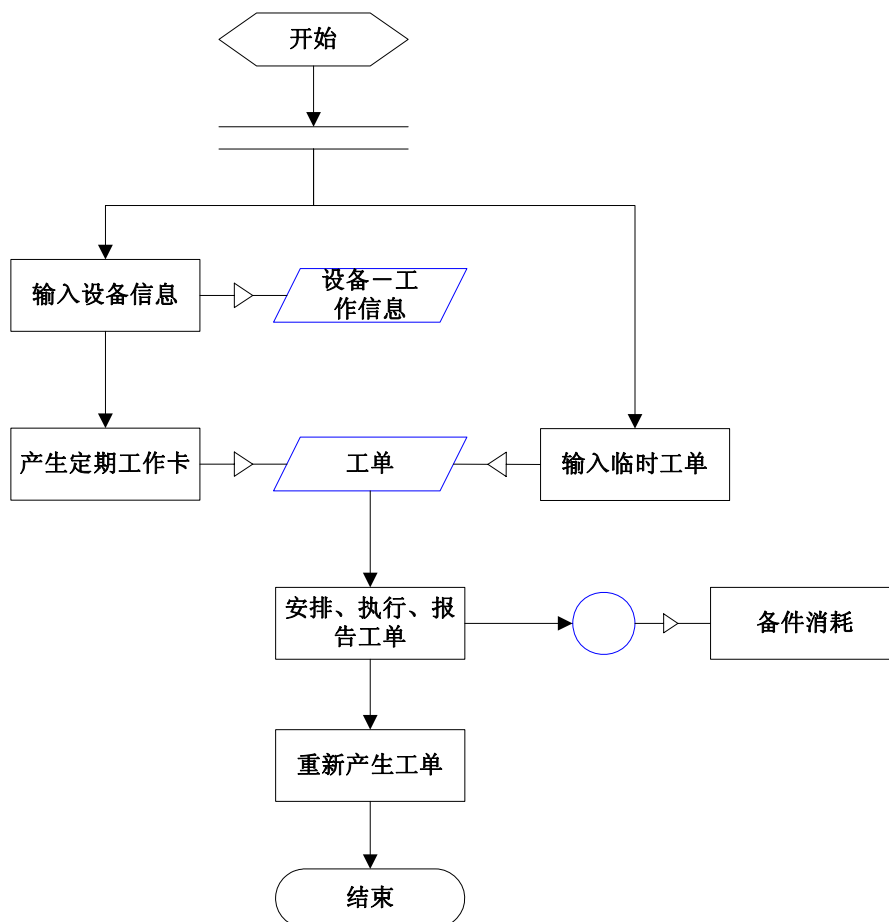 开始
输入设备信息
设备－工
作信息
产生定期工作卡
工单
输入临时工单
安排、执行、报
告工单
备件消耗
重新产生工单
结束